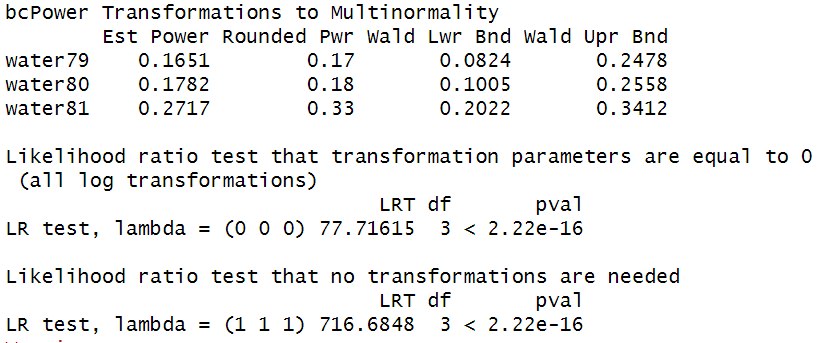 bcPower Transformations to Multinormality
Est Power Rounded Pwr Wald Lwr Bnd Wald Upr Bnd
water79 0.1651 0.17 0.0824 0.2478
water80 0.1782 0.18 0.1005 0.2558
water81 0.2717 0.33 0.2022 0.3412
Likelihood ratio test that transformation parameters are equal to 0
(all log transformations)
LRT df pval
LR test, lambda = (0 0 0) 77.71615 3 < 2.22e-16
Likelihood ratio test that no transformations are needed
LRT df pval
LR test, lambda = (1 1 1) 716.6848 3 < 2.22e-16